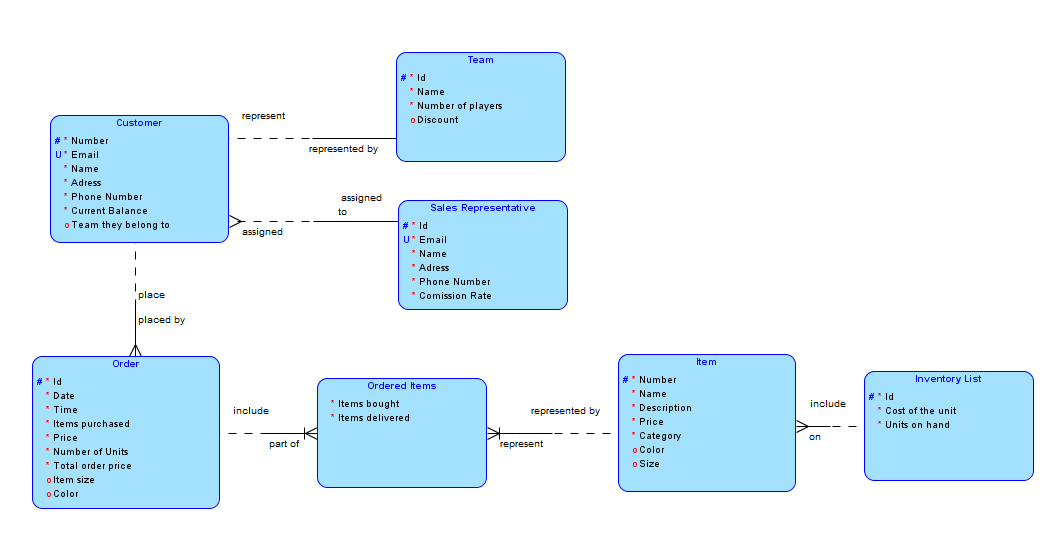 Team
# * Id
* Name
* Number of players
o Discount
represent
represented by
Customer
# * Number
U * Email
* Name
* Adress
* Phone Number
* Current Balance
o Team they belong to
assigned
to
assigned
Sales Representative
# * Id
U * Email
* Name
* Adress
* Phone Number
* Comission Rate
place
placed by
Order
# * Id
* Date
* Time
* Items purchased
* Price
* Number of Units
* Total order price
o Item size
o Color
include
part of
Ordered Items
* Items bought
* Items delivered
represented by
represent
Item
# * Number
* Name
* Description
* Price
* Category
o Color
o Size
include
on
Inventory List
# * Id
* Cost of the unit
* Units on hand